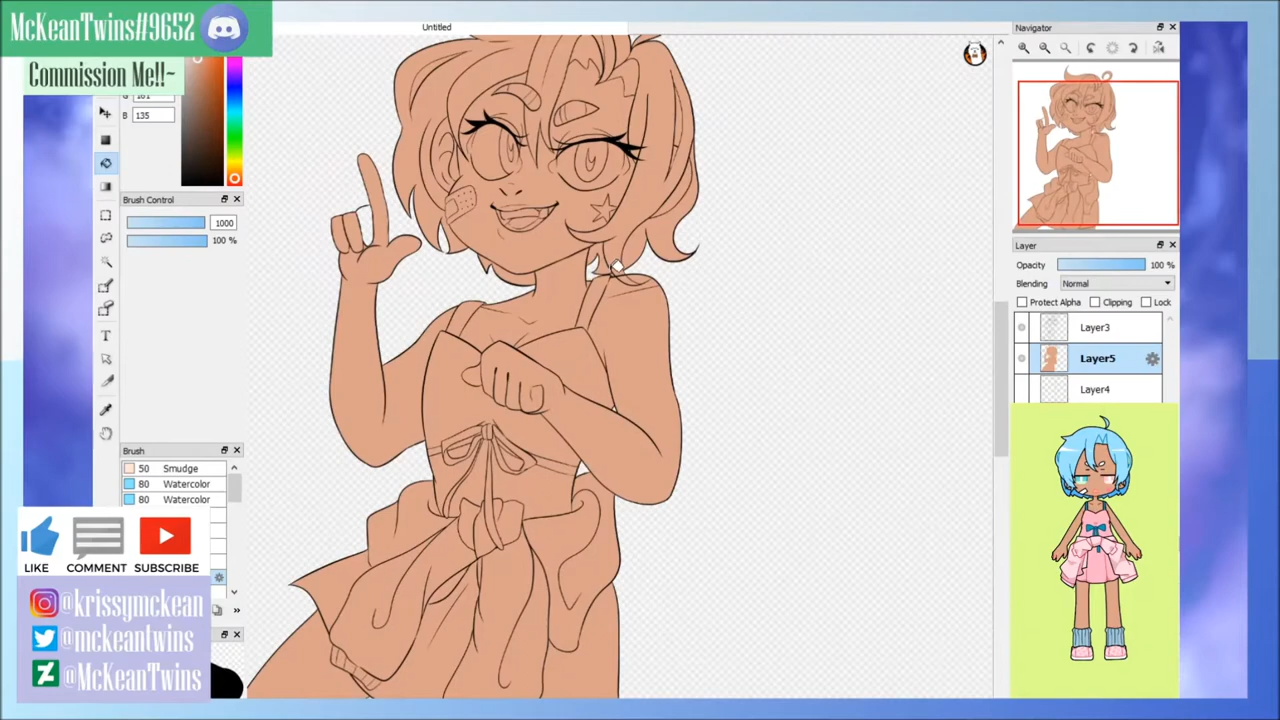 McKeanTwins#9652
Commission Me!!~
Untitled
B 135
Brush Control
1000
100 %
Brush
50 Smudge
80 Watercolor
80 Watercolor
LIKE COMMENT SUBSCRIBE
@krissymckean
@mckeantwins
@McKeanTwins
Navigator
Layer
Opacity 100 %
Blending Normal
Protect Alpha Clipping Lock
Layer3
Layer5
Layer4